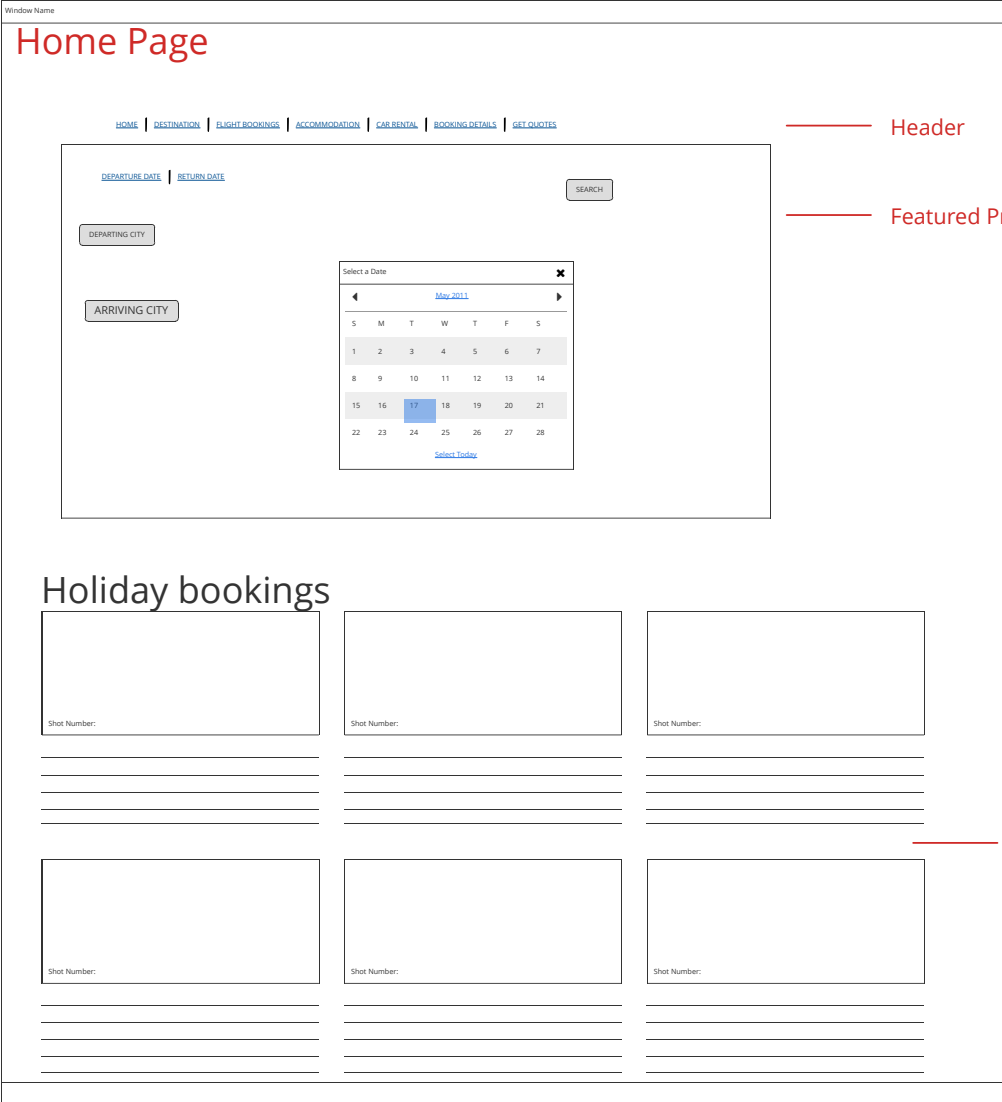 Window Name
Home Page
HOME DESTINATION FLIGHT BOOKINGS ACCOMMODATION CAR RENTAL BOOKING DETAILS GET QUOTES
Header
DEPARTURE DATE RETURN DATE
SEARCH
Featured
DEPARTING CITY
ARRIVING CITY
Select a Date
May 2011
S M T W T F S
1 2 3 4 5 6 7
8 9 10 11 12 13 14
15 16 17 18 19 20 21
22 23 24 25 26 27 28
Select Today
Holiday bookings
Shot Number: Shot Number: Shot Number:
Shot Number: Shot Number: Shot Number: